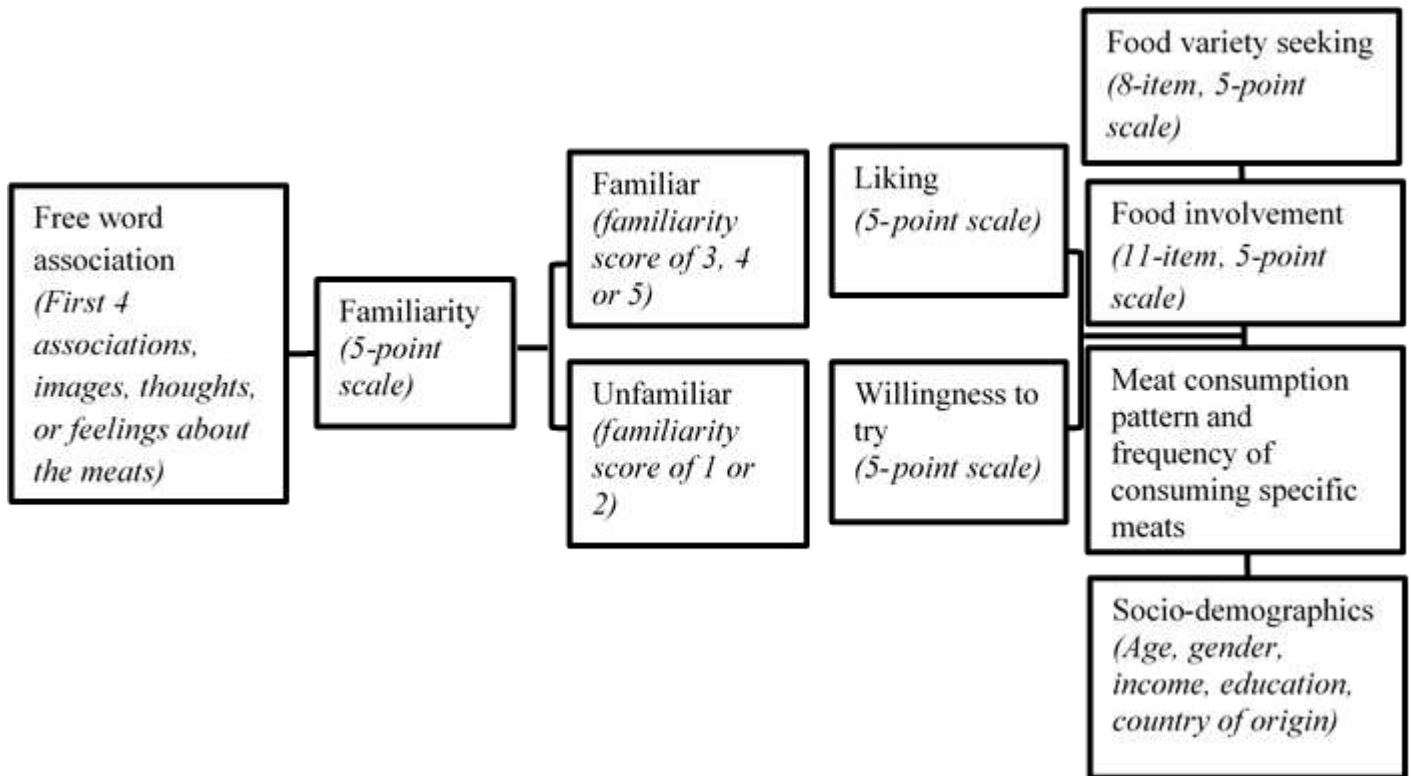 Free word
association
(First 4
associations,
images, thoughts,
or feelings about
the meats)
Familiarity
(5-point
scale)
Familiar
(familiarity
score of 3, 4
or 5)
Unfamiliar
(familiarity
score of 1 or
2)
Liking
(5-point scale)
Willingness to
try
(5-point scale)
Food variety seeking
(8-item, 5-point
scale)
Food involvement
(11-item, 5-point
scale)
Meat consumption
pattern and
frequency of
consuming specific
meats
Socio-demographics
(Age, gender,
income, education,
country of origin)